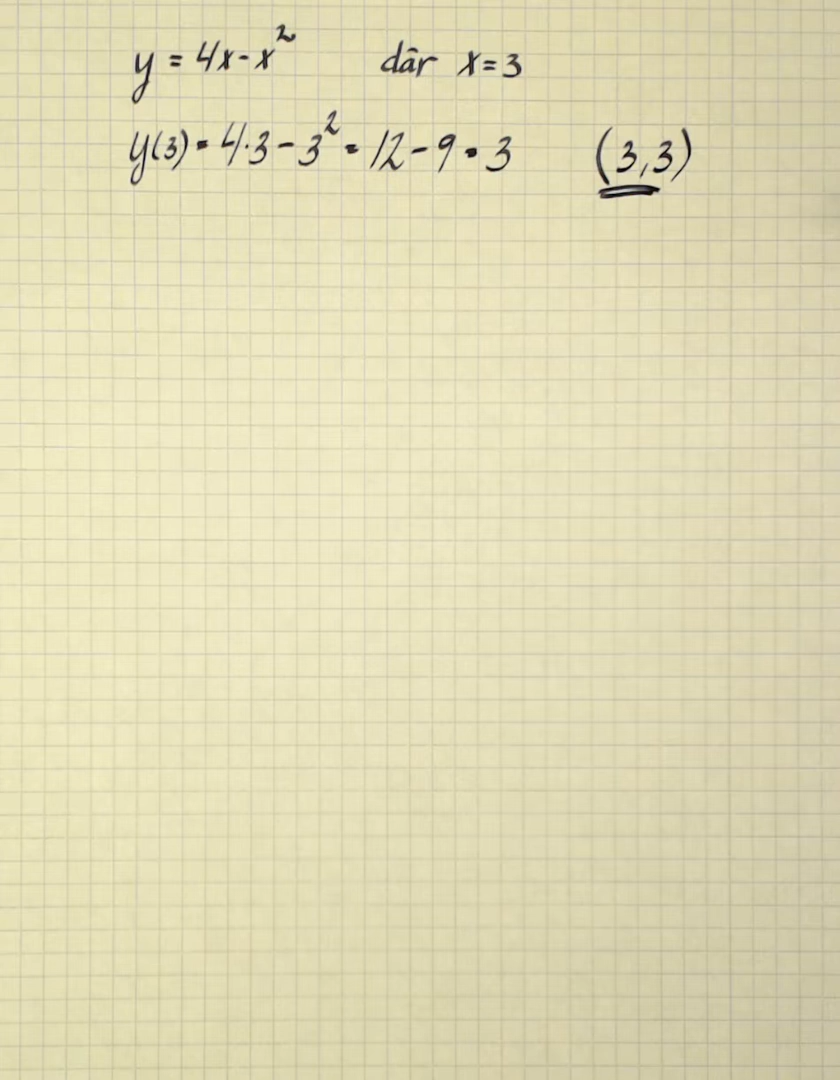 y = 4x - x² där x = 3
y(3) = 4·3 - 3² = 12 - 9 = 3 (3,3)